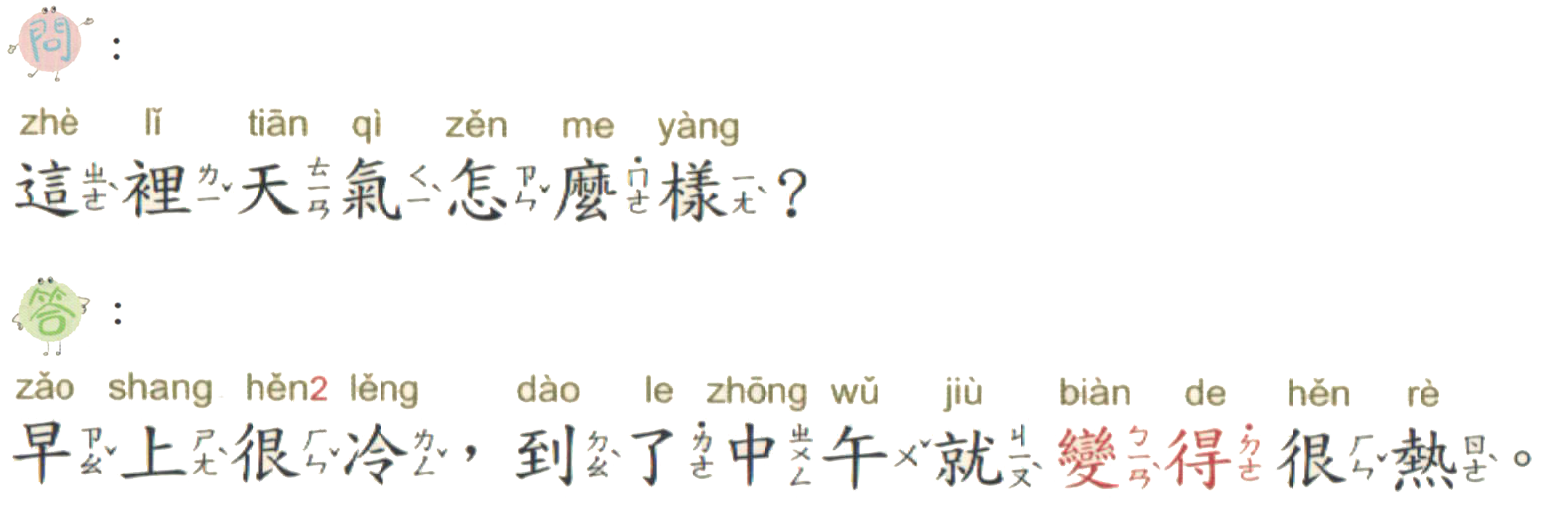 問：
zhè lǐ tiān qì zěn me yàng
這ㄓㄜˋ裡ㄌㄧˇ天ㄊㄧㄢ氣ㄑㄧˋ怎ㄗㄣˇ麼˙ㄇㄜ樣ㄧㄤˋ？
答：
zǎo shang hěn2 lěng dào le zhōng wǔ jiù biàn de hěn rè
早ㄗㄠˇ上ㄕㄤˋ很ㄏㄣˇ冷ㄌㄥˇ，到ㄉㄠˋ了˙ㄌㄜ中ㄓㄨㄥ午ㄨˇ就ㄐㄧㄡˋ變ㄅㄧㄢˋ得˙ㄉㄜ很ㄏㄣˇ熱ㄖㄜˋ。